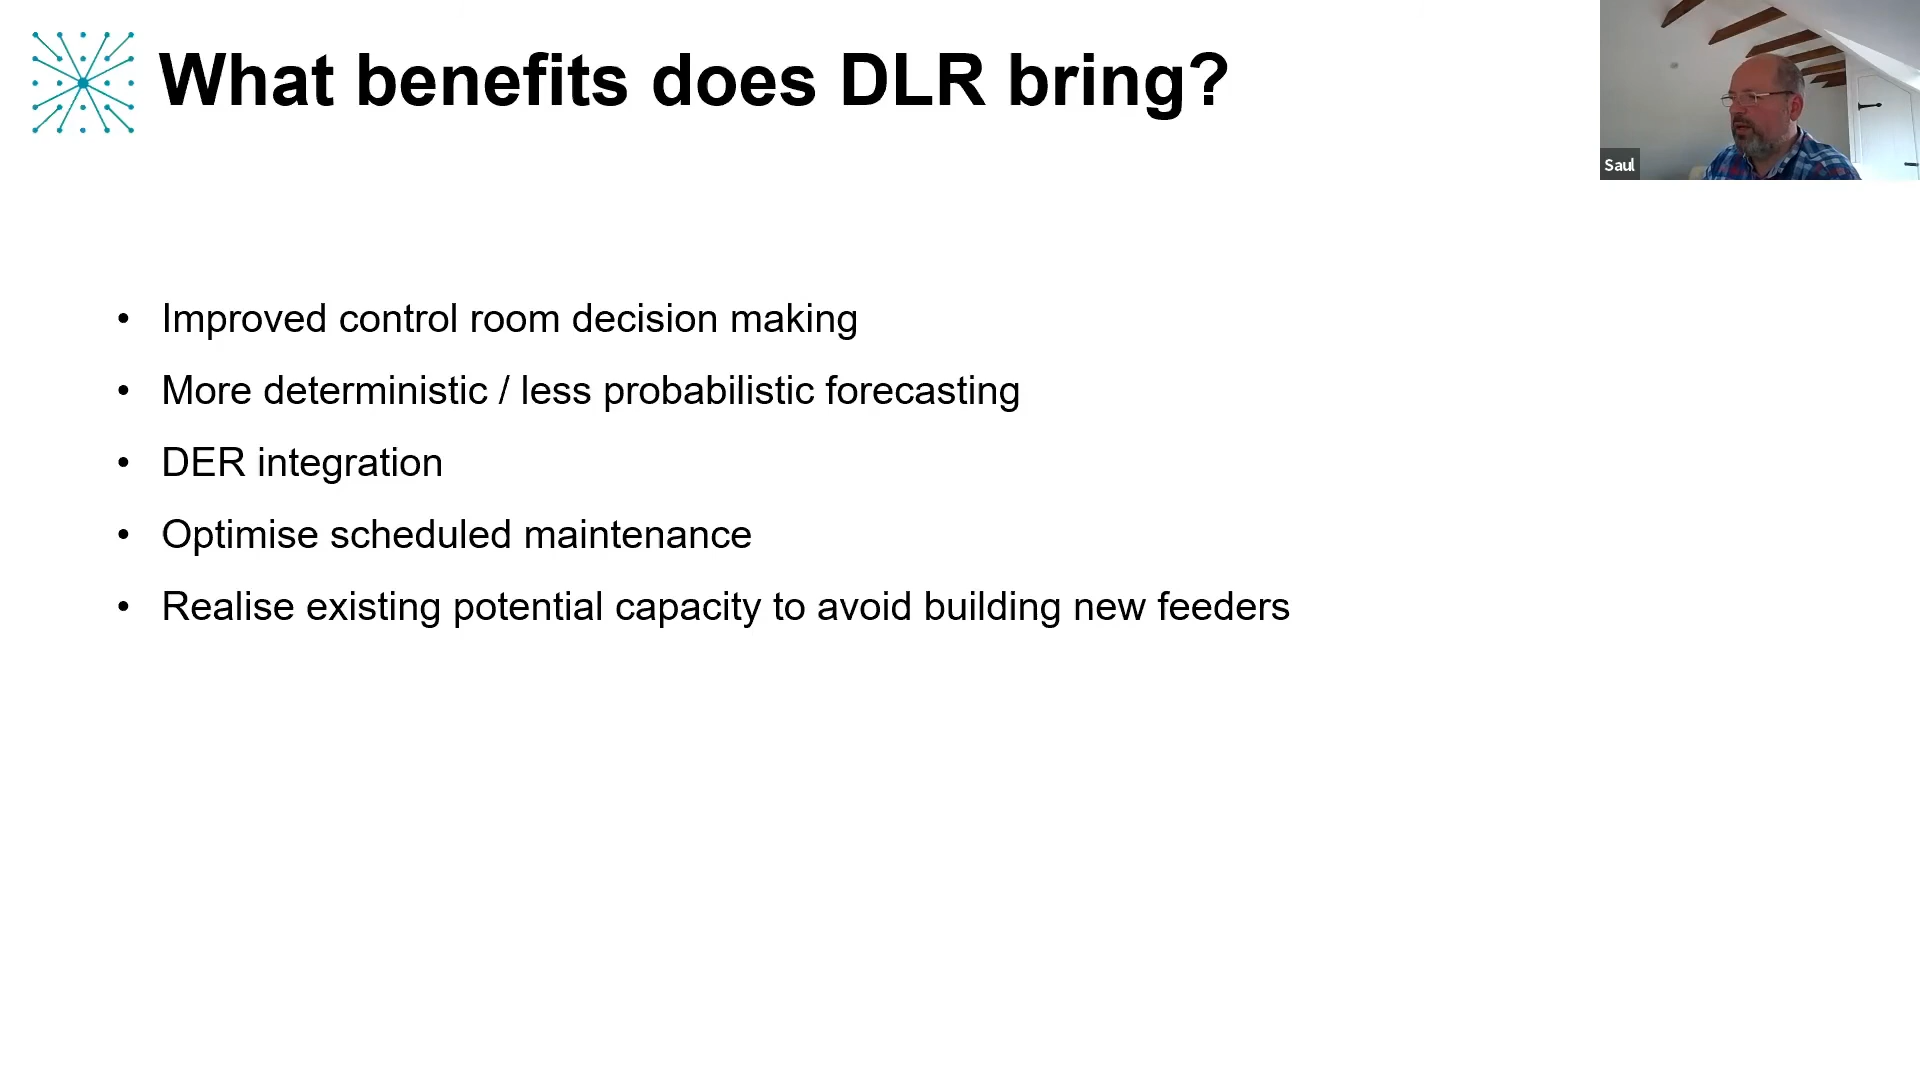 What benefits does DLR bring?
Saul
• Improved control room decision making
• More deterministic / less probabilistic forecasting
• DER integration
• Optimise scheduled maintenance
• Realise existing potential capacity to avoid building new feeders